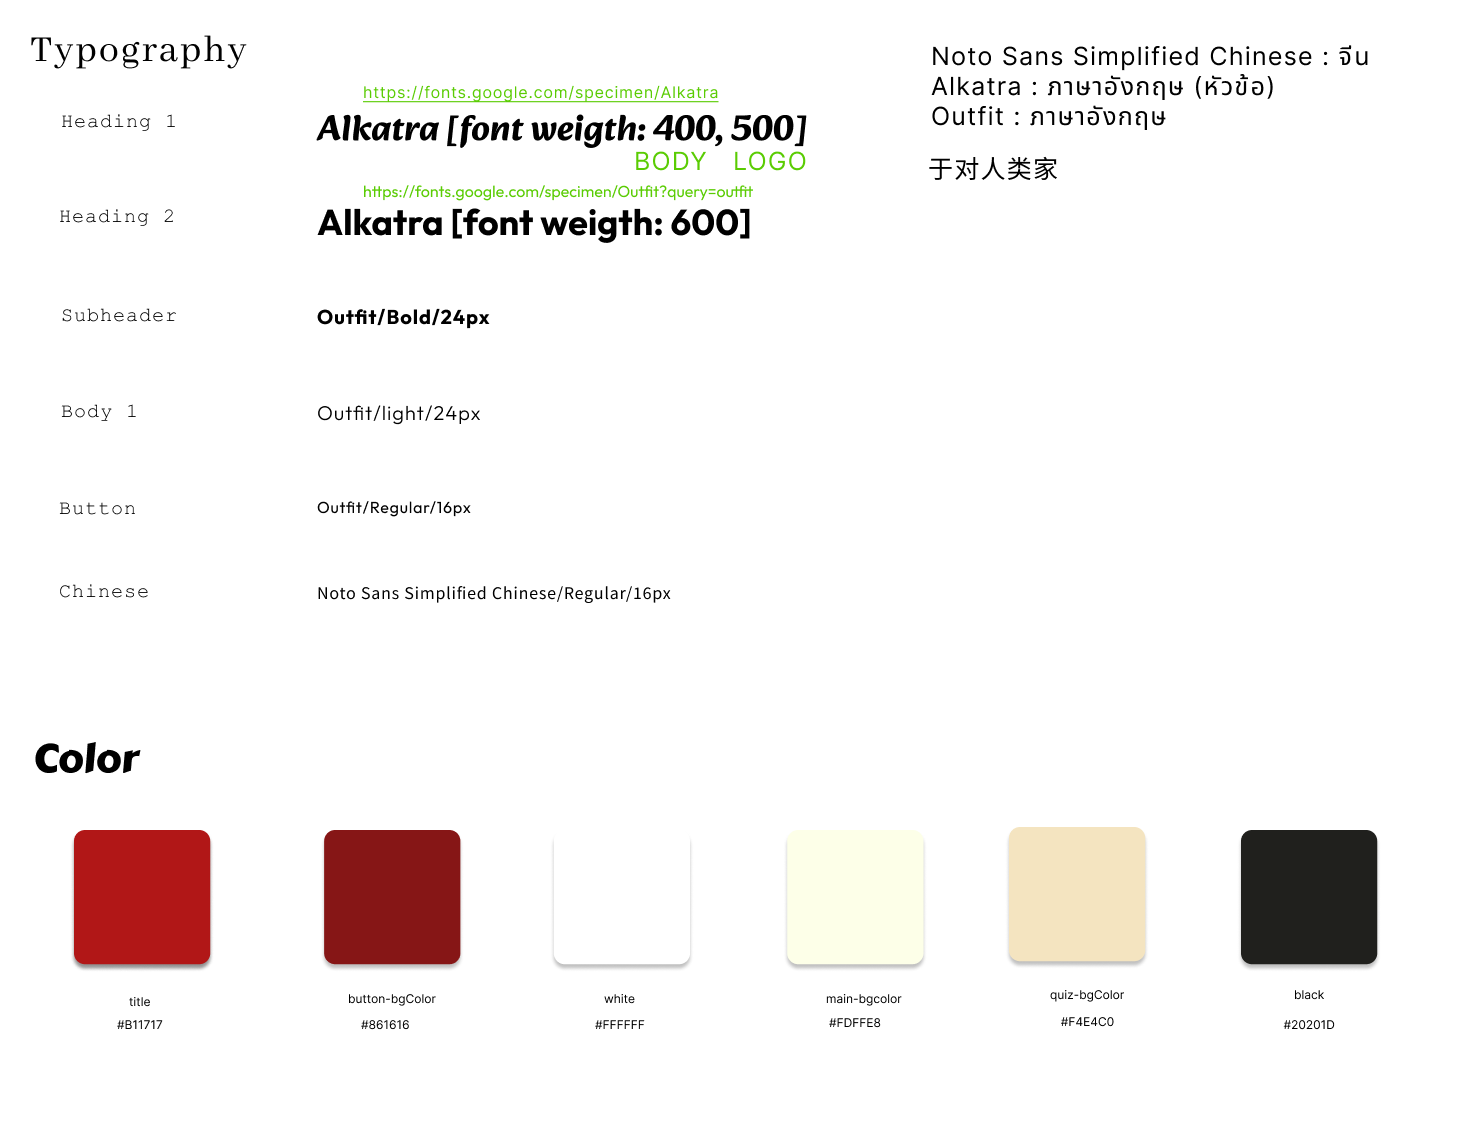 Typography
Noto Sans Simplified Chinese : จีน
Alkatra : ภาษาอังกฤษ (หัวข้อ)
Outfit : ภาษาอังกฤษ
于对人类家
https://fonts.google.com/specimen/Alkatra
Heading 1
Alkatra [font weigth: 400, 500]
BODY LOGO
https://fonts.google.com/specimen/Outfit?query=outfit
Heading 2
Alkatra [font weigth: 600]
Subheader
Outfit/Bold/24px
Body 1
Outfit/light/24px
Button
Outfit/Regular/16px
Chinese
Noto Sans Simplified Chinese/Regular/16px
Color
title
#B11717
button-bgColor
#861616
white
#FFFFFF
main-bgcolor
#FDFFE8
quiz-bgColor
#F4E4C0
black
#20201D